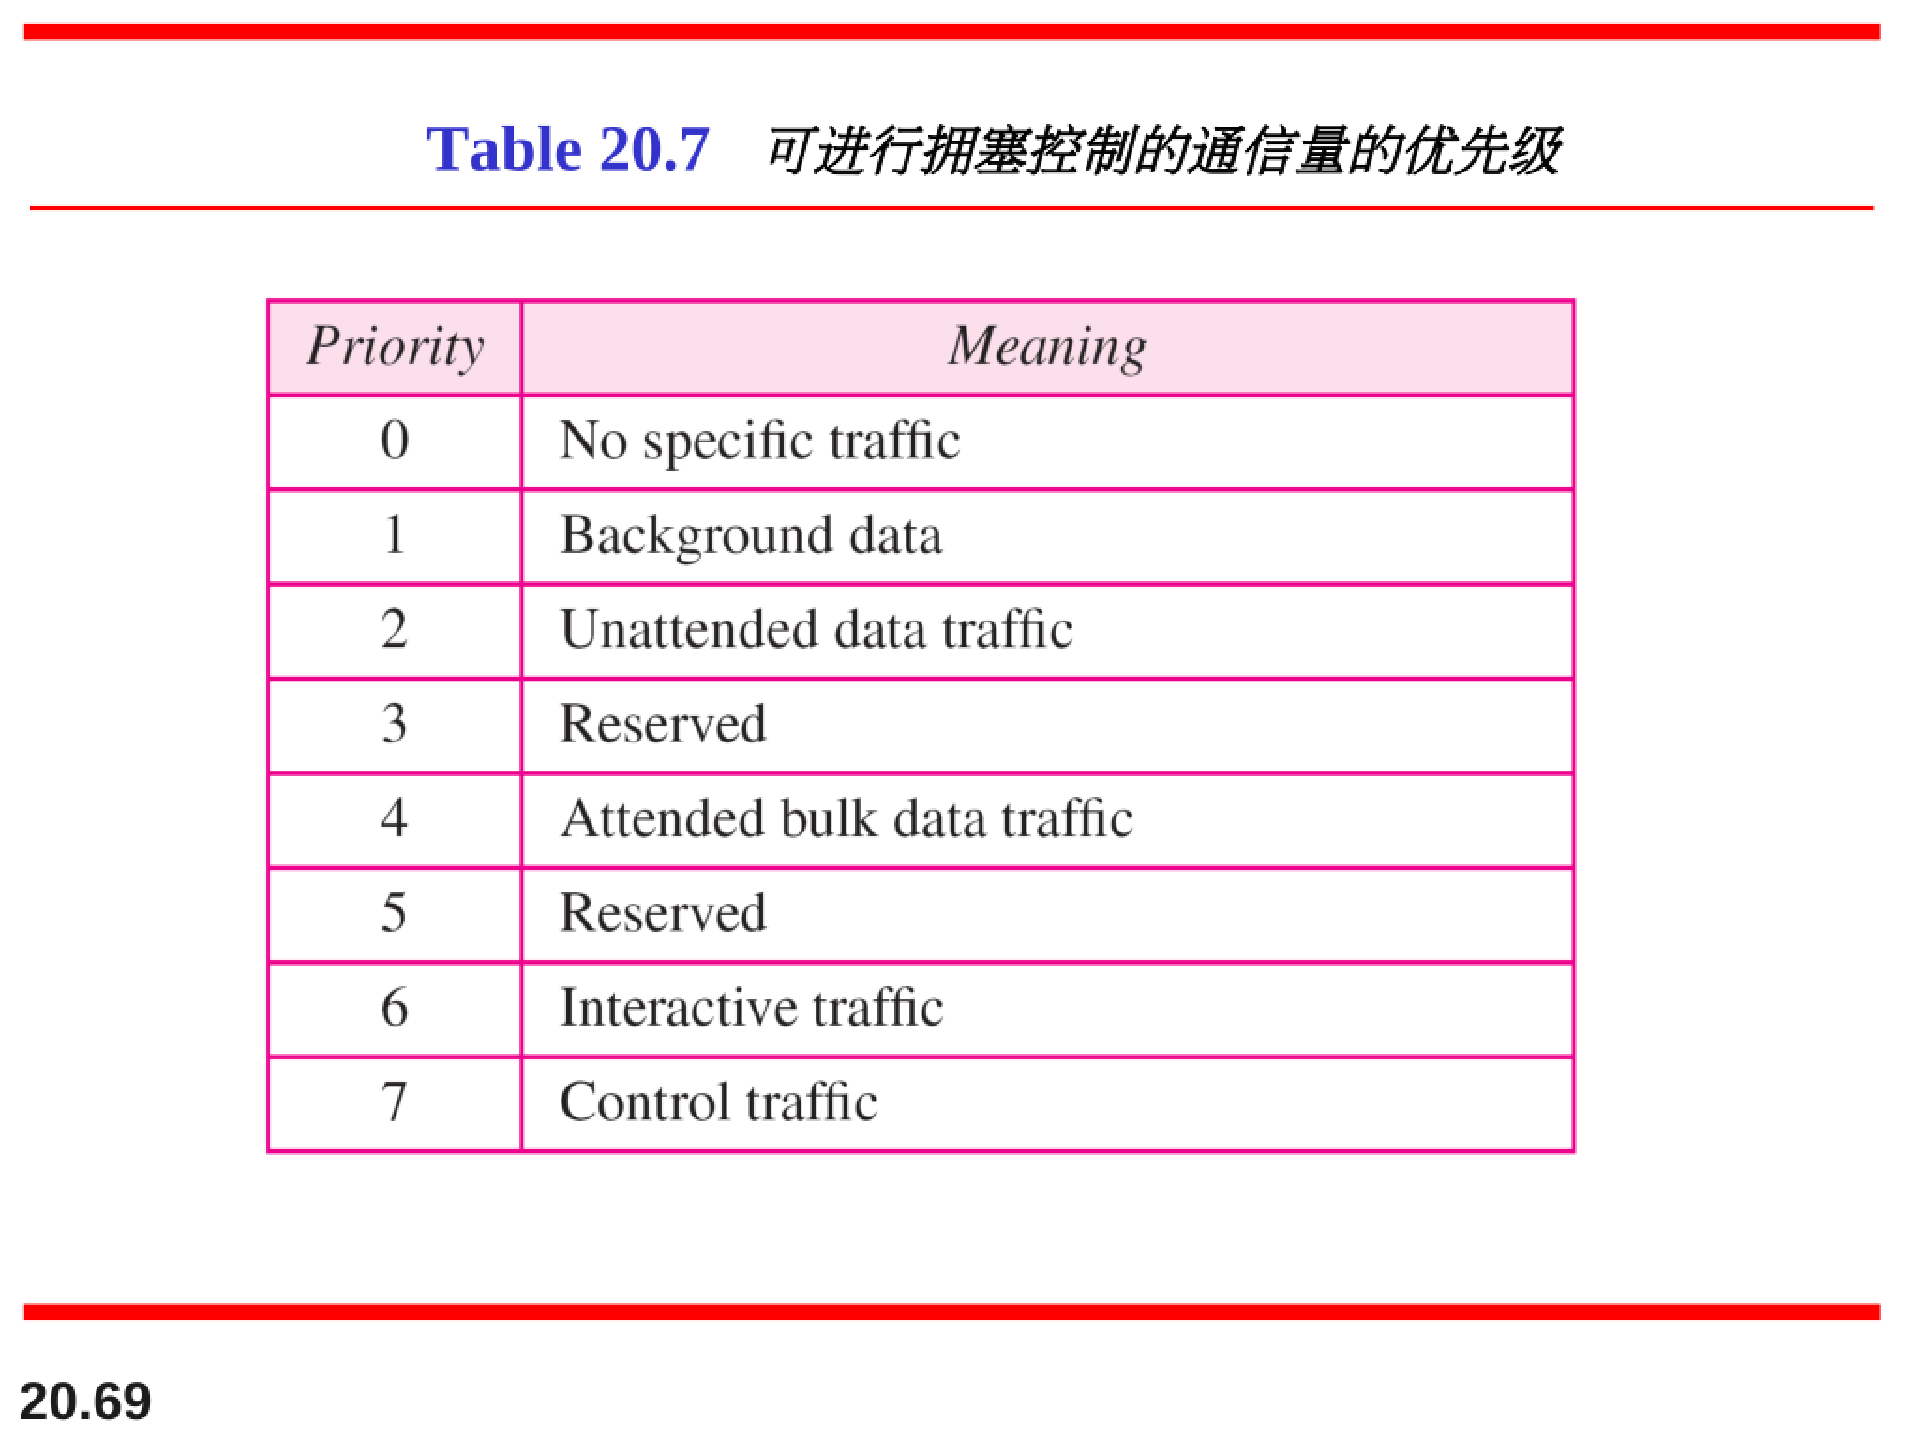 Table 20.7 可进行拥塞控制的通信量的优先级
Priority Meaning
0 No specific traffic
1 Background data
2 Unattended data traffic
3 Reserved
4 Attended bulk data traffic
5 Reserved
6 Interactive traffic
7 Control traffic
20.69